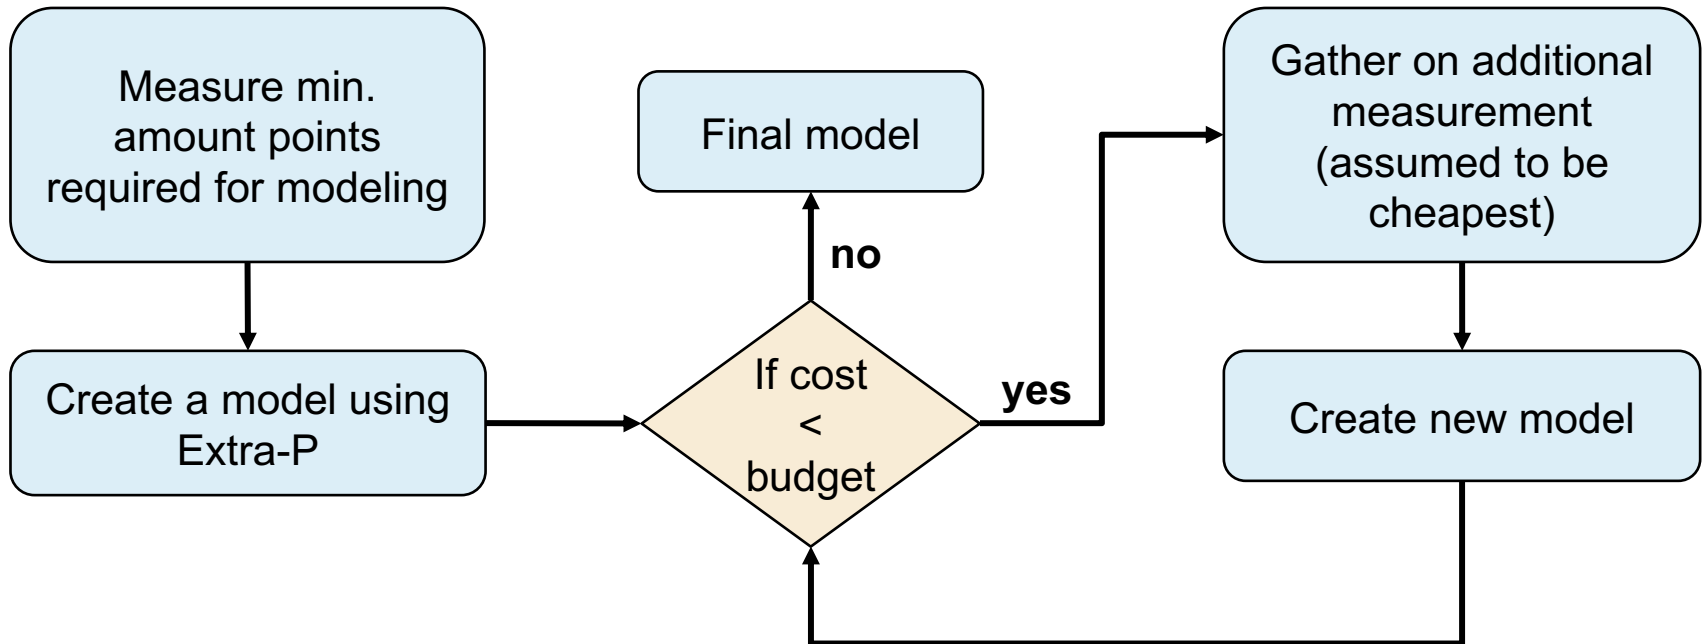 Measure min.
amount points
required for modeling
Create a model using
Extra-P
If cost
<
budget
no
Final model
yes
Gather on additional
measurement
(assumed to be
cheapest)
Create new model